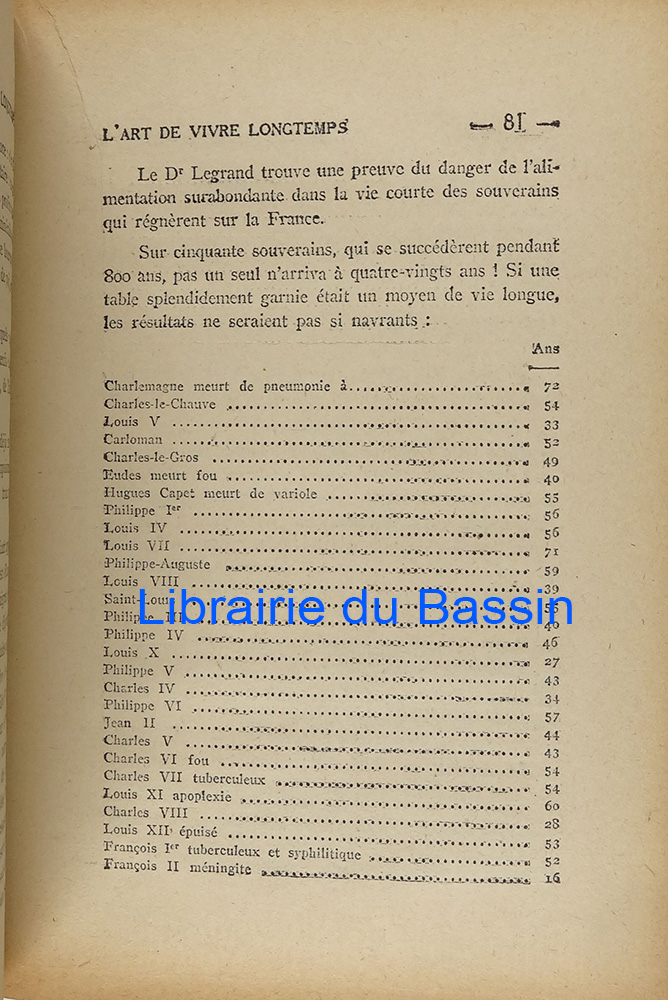 L'ART DE VIVRE LONGTEMPS — 81 —
Le Dr Legrand trouve une preuve du danger de l'ali-
mentation surabondante dans la vie courte des souverains
qui régnèrent sur la France.
Sur cinquante souverains, qui se succédèrent pendant
800 ans, pas un seul n'arriva à quatre-vingts ans ! Si une
table splendidement garnie était un moyen de vie longue,
les résultats ne seraient pas si navrants :
Ans
Charlemagne meurt de pneumonie à 72
Charles-le-Chauve 54
Louis V 33
Carloman 52
Charles-le-Gros 49
Eudes meurt fou 40
Hugues Capet meurt de variole 55
Philippe Ier 56
Louis IV 56
Louis VII 71
Philippe-Auguste 59
Louis VIII 39
Saint-Louis 55
Librairie du Bassin
Philippe III 40
Philippe IV 46
Louis X 27
Philippe V 43
Charles IV 34
Philippe VI 57
Jean II 44
Charles V 43
Charles VI fou 54
Charles VII tuberculeux 54
Louis XI apoplexie 60
Charles VIII 28
Louis XII épuisé 53
François Ier tuberculeux et syphilitique 52
François II méningite 16